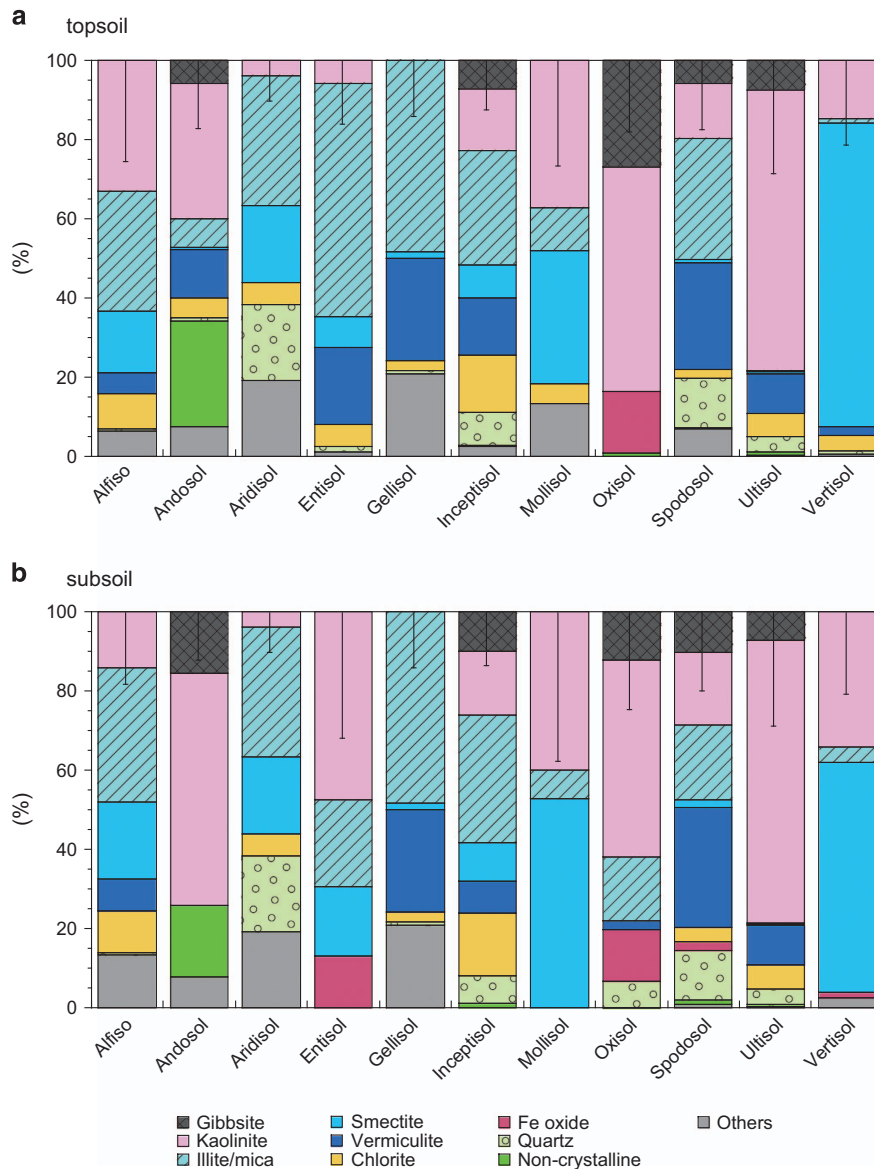 a topsoil
100
80
60
40
20
0
(%)
Alfiso Andosol Aridisol Entisol Gellisol Inceptisol Mollisol Oxisol Spodosol Ultisol Vertisol
b subsoil
100
80
60
40
20
0
(%)
Alfiso Andosol Aridisol Entisol Gellisol Inceptisol Mollisol Oxisol Spodosol Ultisol Vertisol
Gibbsite Smectite Fe oxide Others
Kaolinite Vermiculite Quartz
Illite/mica Chlorite Non-crystalline